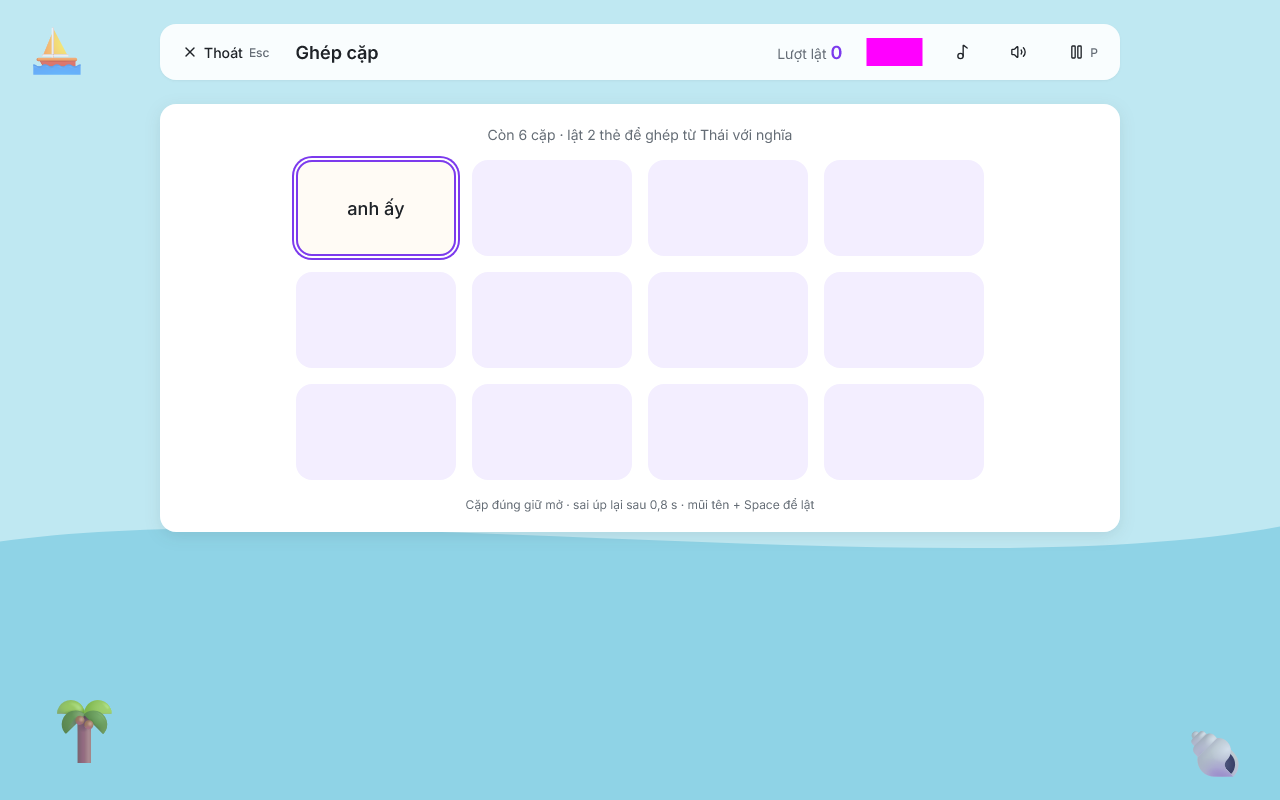 Thoát Esc Ghép cặp Lượt lật 0 P
Còn 6 cặp · lật 2 thẻ để ghép từ Thái với nghĩa
anh ấy
Cặp đúng giữ mở · sai úp lại sau 0,8 s · mũi tên + Space để lật